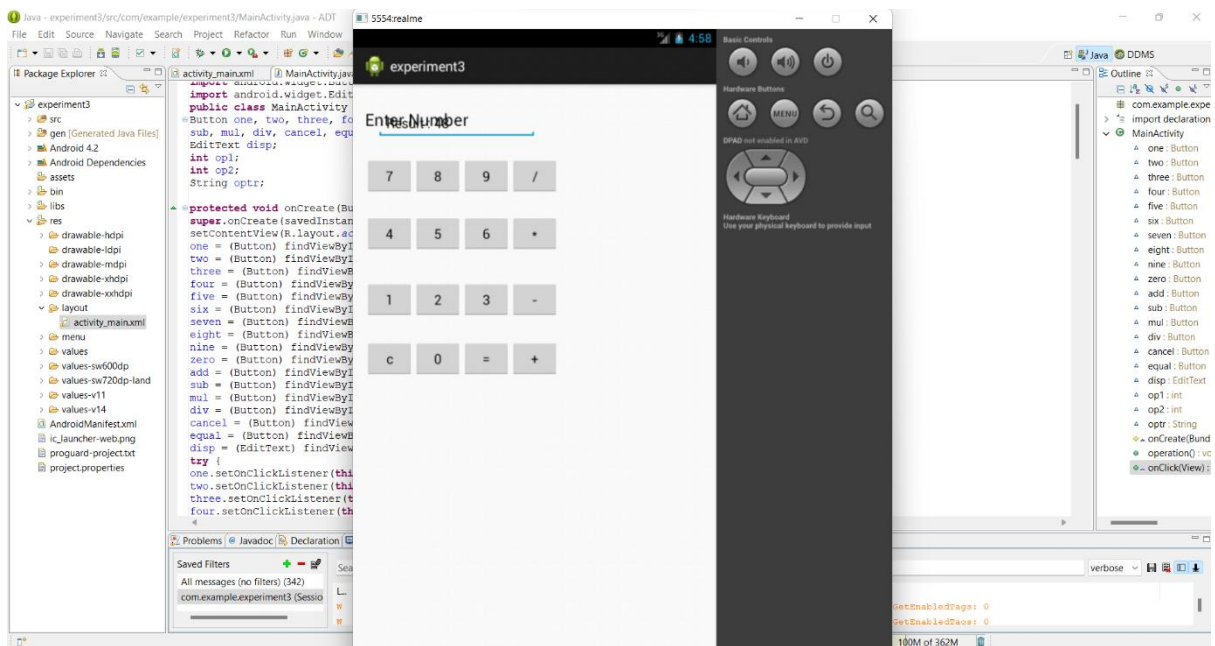 Java - experiment3/src/com/example/experiment3/MainActivity.java - ADT
File Edit Source Navigate Search Project Refactor Run Window
Java DDMS
Package Explorer
experiment3
src
gen [Generated Java Files]
Android 4.2
Android Dependencies
assets
bin
libs
res
drawable-hdpi
drawable-ldpi
drawable-mdpi
drawable-xhdpi
drawable-xxhdpi
layout
activity_main.xml
menu
values
values-sw600dp
values-sw720dp-land
values-v11
values-v14
AndroidManifest.xml
ic_launcher-web.png
proguard-project.txt
project.properties
activity_main.xml MainActivity.java
import android.widget.Butt
import android.widget.Edit
public class MainActivity
Button one, two, three, fo
sub, mul, div, cancel, equ
EditText disp;
int op1;
int op2;
String optr;
protected void onCreate(Bu
super.onCreate(savedInstan
setContentView(R.layout.ac
one = (Button) findViewByI
two = (Button) findViewByI
three = (Button) findViewB
four = (Button) findViewBy
five = (Button) findViewBy
six = (Button) findViewByI
seven = (Button) findViewB
eight = (Button) findViewB
nine = (Button) findViewBy
zero = (Button) findViewBy
add = (Button) findViewByI
sub = (Button) findViewByI
mul = (Button) findViewByI
div = (Button) findViewByI
cancel = (Button) findView
equal = (Button) findViewB
disp = (EditText) findView
try {
one.setOnClickListener(thi
two.setOnClickListener(thi
three.setOnClickListener(t
four.setOnClickListener(th
Problems Javadoc Declaration
Saved Filters
All messages (no filters) (342)
com.example.experiment3 (Sessio
Sea
L...
W
W
5554:realme
3G 4:58
experiment3
Enter Number
Result : 48
7 8 9 /
4 5 6 *
1 2 3 -
c 0 = +
Basic Controls
Hardware Buttons
MENU
DPAD not enabled in AVD
Hardware Keyboard
Use your physical keyboard to provide input
Outline
com.example.expe
import declaration
MainActivity
one : Button
two : Button
three : Button
four : Button
five : Button
six : Button
seven : Button
eight : Button
nine : Button
zero : Button
add : Button
sub : Button
mul : Button
div : Button
cancel : Button
equal : Button
disp : EditText
op1 : int
op2 : int
optr : String
onCreate(Bund
operation() : vo
onClick(View) :
verbose
GetEnabledTags: 0
GetEnabledTags: 0
100M of 362M